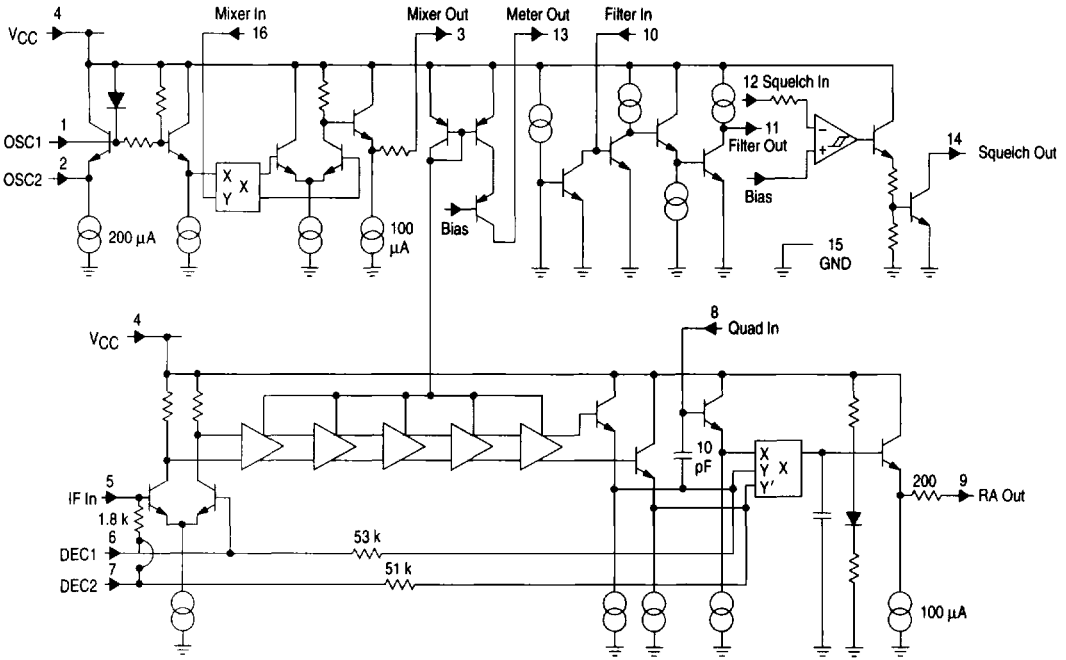 4
VCC
Mixer In
16
Mixer Out
3
Meter Out
13
Filter In
10
12 Squelch In
1
OSC1
2
OSC2
X
Y
X
200 µA
100
µA
Bias
−
+
11
Filter Out
Bias
14
Squelch Out
15
GND
4
VCC
8
Quad In
10
pF
X
Y
Y'
X
5
IF In
1.8 k
6
DEC1
53 k
7
DEC2
51 k
200
9
RA Out
100 µA